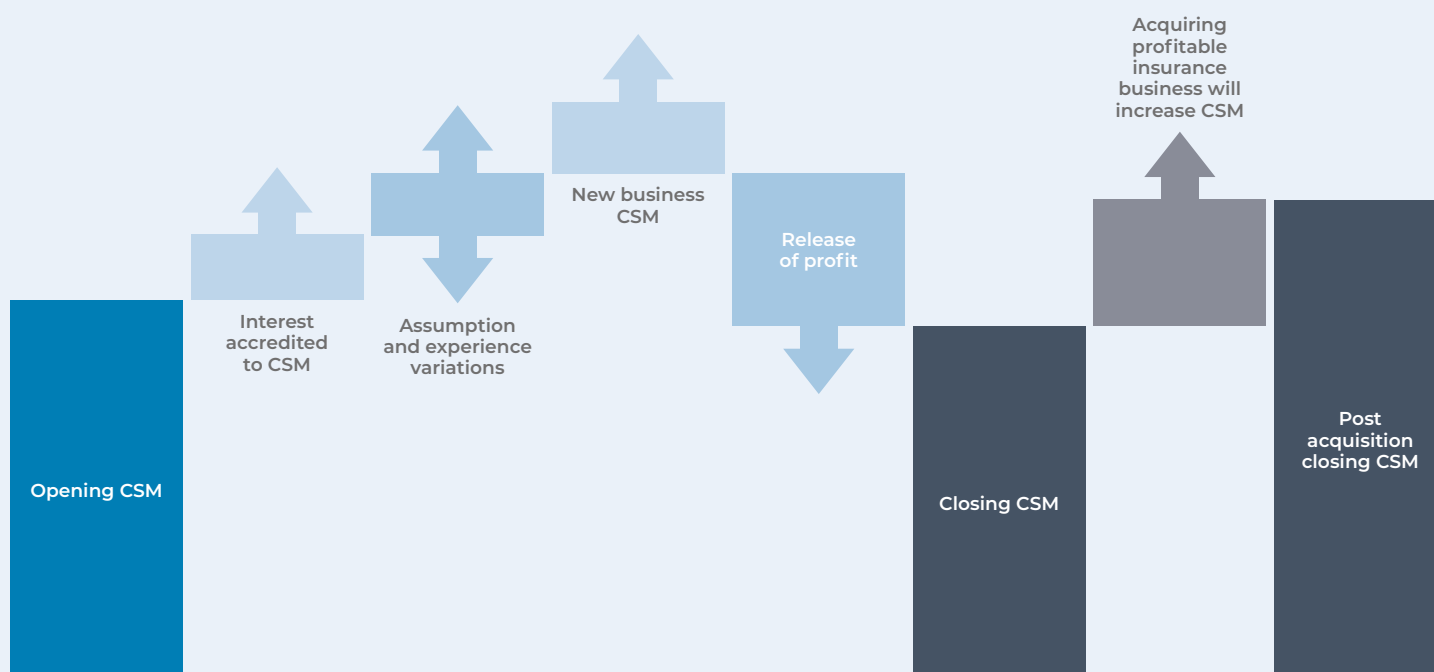 Opening CSM
Interest
accredited
to CSM
Assumption
and experience
variations
New business
CSM
Release
of profit
Closing CSM
Acquiring
profitable
insurance
business will
increase CSM
Post
acquisition
closing CSM